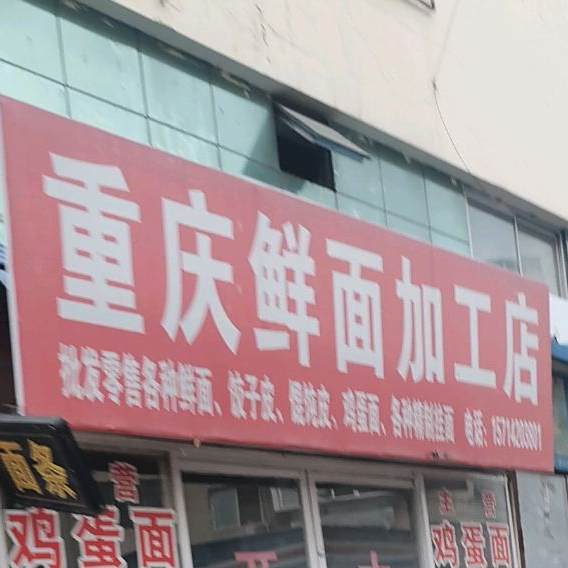 重庆鲜面加工店
批发零售各种鲜面、饺子皮、馄炖皮、鸡蛋面、各种精制挂面 电话：15714203801
面条
主营
鸡蛋面
营
鸡蛋面